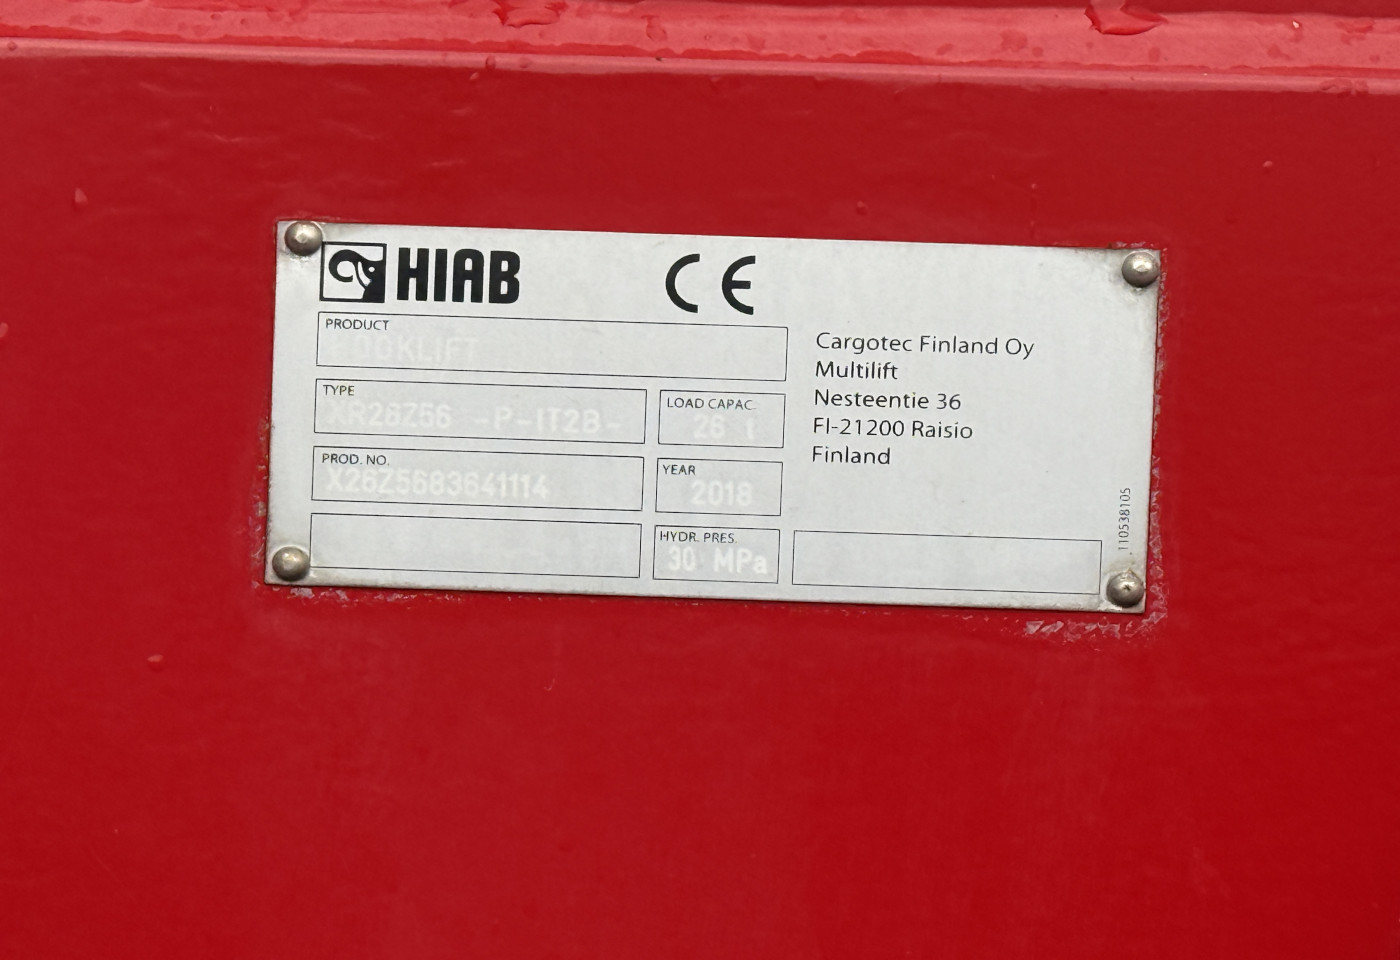 HIAB CE
PRODUCT
HOOKLIFT
TYPE
XR26Z56 -P-IT2B-
LOAD CAPAC.
26 t
PROD. NO.
X26Z5683641114
YEAR
2018
HYDR. PRES.
30 MPa
Cargotec Finland Oy
Multilift
Nesteentie 36
FI-21200 Raisio
Finland
110538105